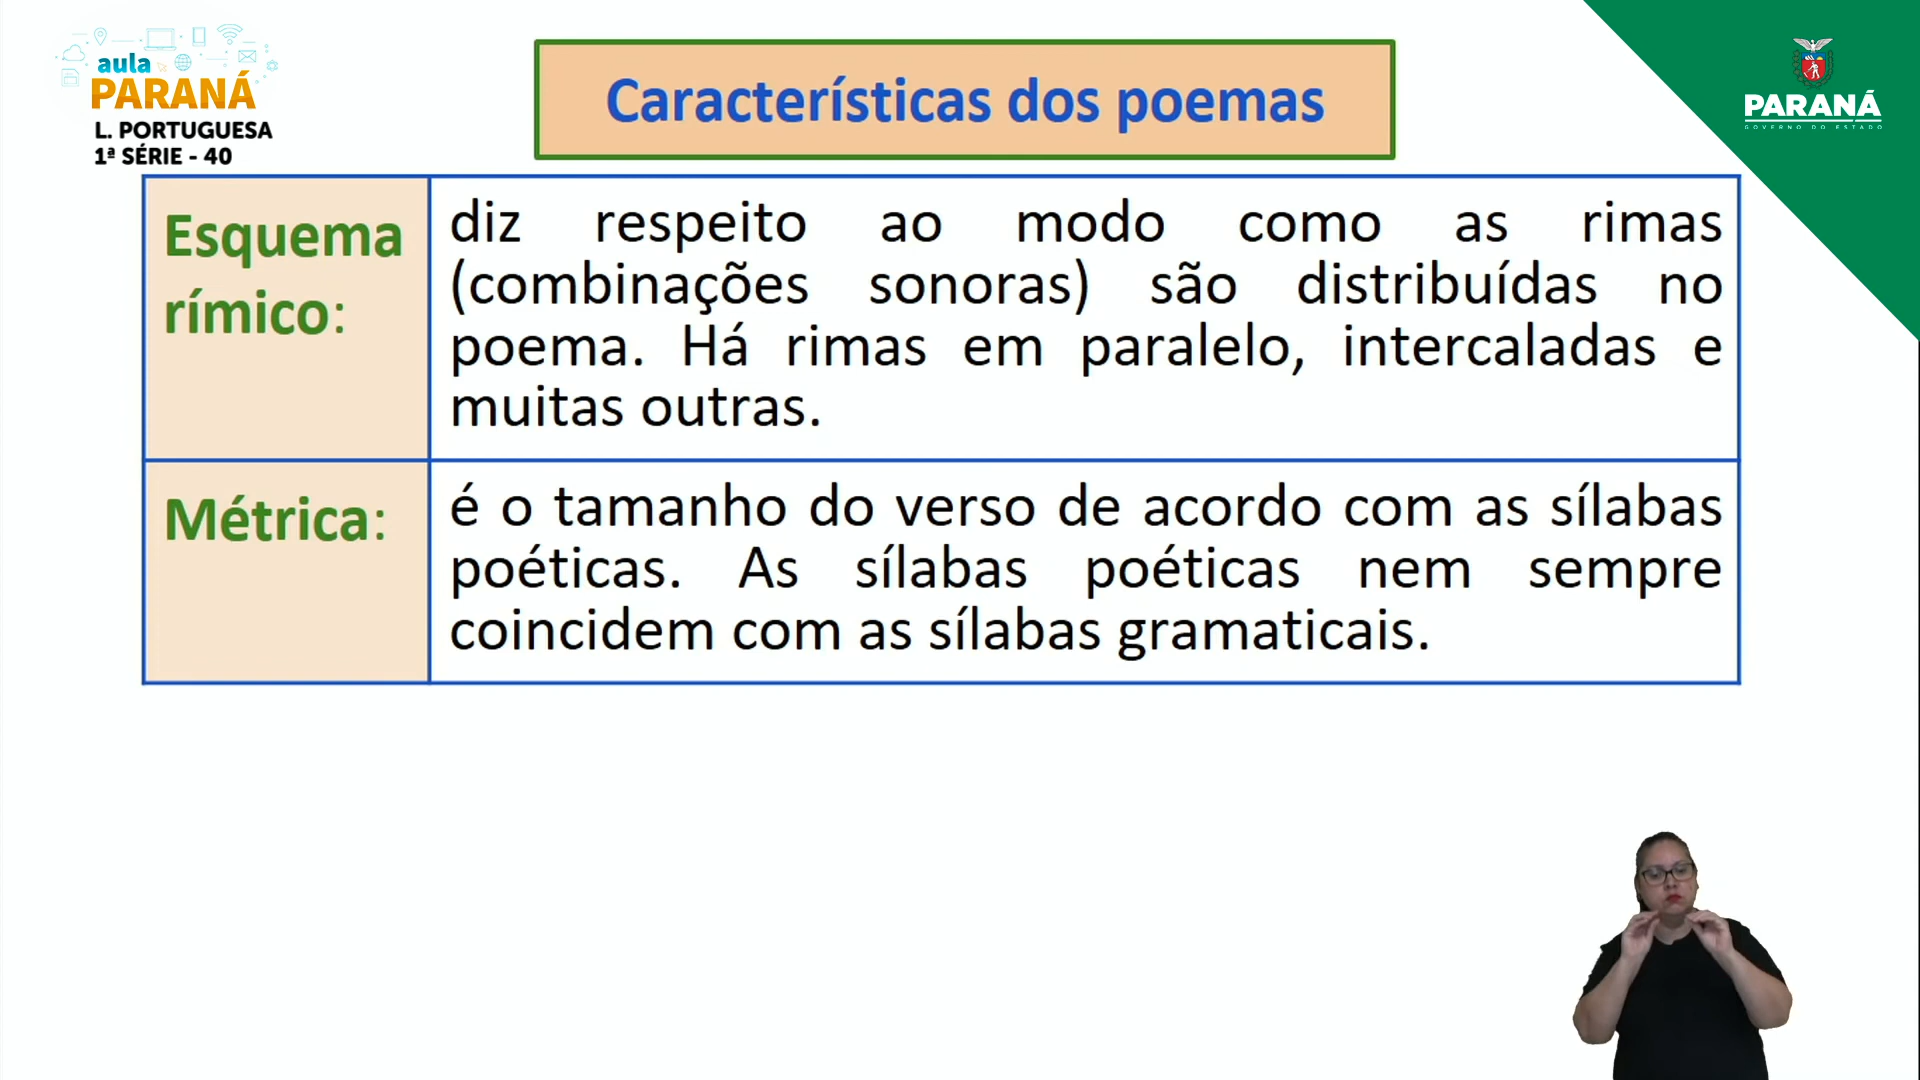 aula
PARANÁ
L. PORTUGUESA
1ª SÉRIE - 40
Características dos poemas
PARANÁ
GOVERNO DO ESTADO
Esquema
rímico:
diz respeito ao modo como as rimas
(combinações sonoras) são distribuídas no
poema. Há rimas em paralelo, intercaladas e
muitas outras.
Métrica:
é o tamanho do verso de acordo com as sílabas
poéticas. As sílabas poéticas nem sempre
coincidem com as sílabas gramaticais.